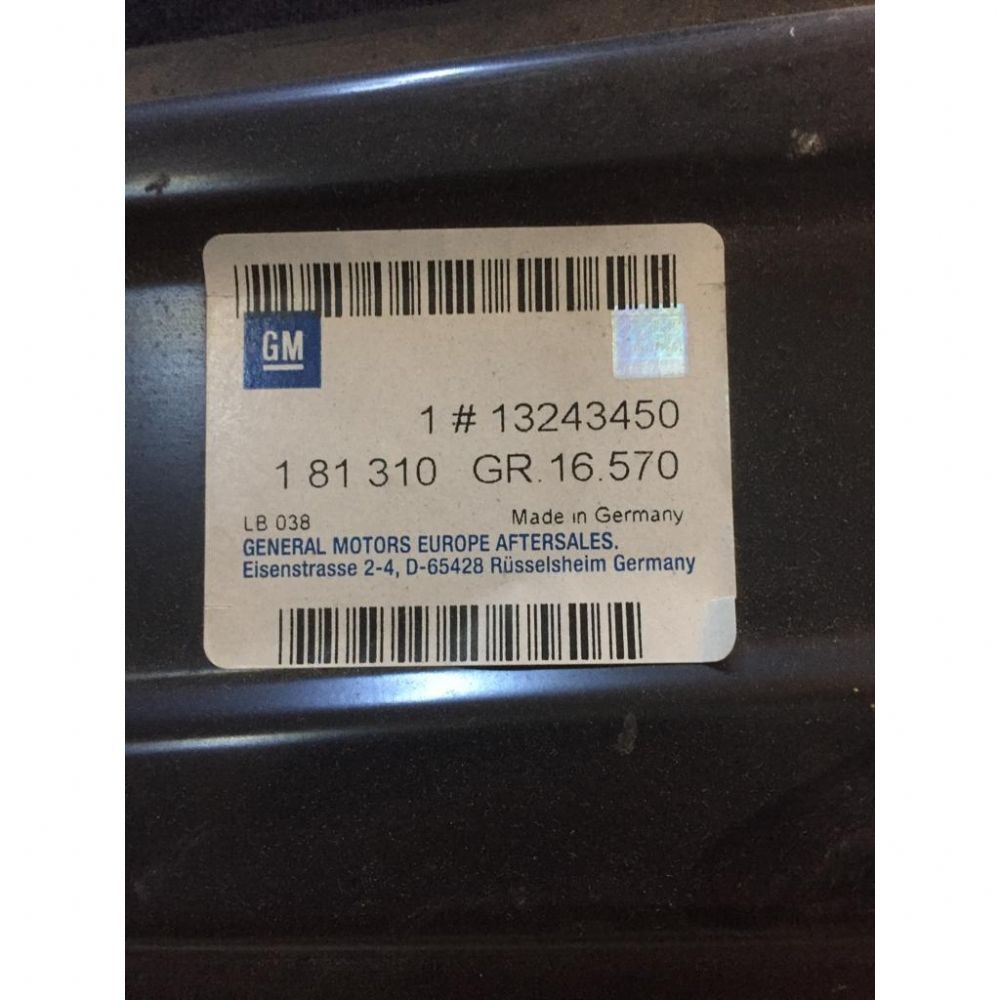 GM
1 # 13243450
1 81 310 GR.16.570
LB 038 Made in Germany
GENERAL MOTORS EUROPE AFTERSALES.
Eisenstrasse 2-4, D-65428 Rüsselsheim Germany